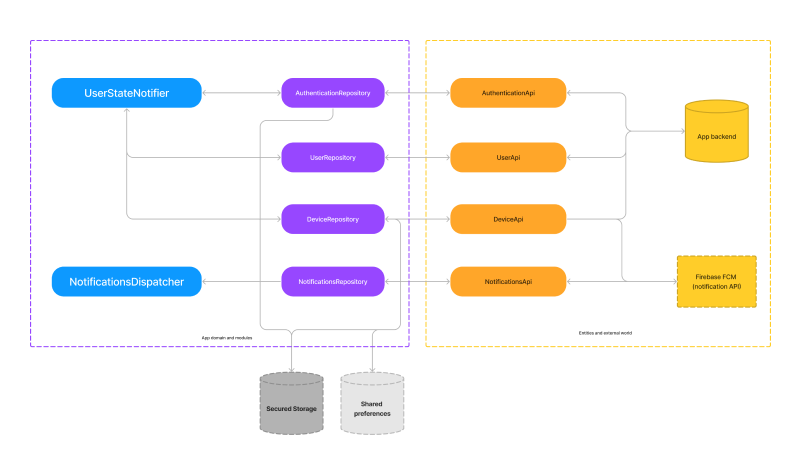 UserStateNotifier
AuthenticationRepository
AuthenticationApi
App backend
UserRepository
UserApi
DeviceRepository
DeviceApi
NotificationsDispatcher
NotificationsRepository
NotificationsApi
Firebase FCM
(notification API)
App domain and modules
Entities and external world
Secured Storage
Shared
preferences